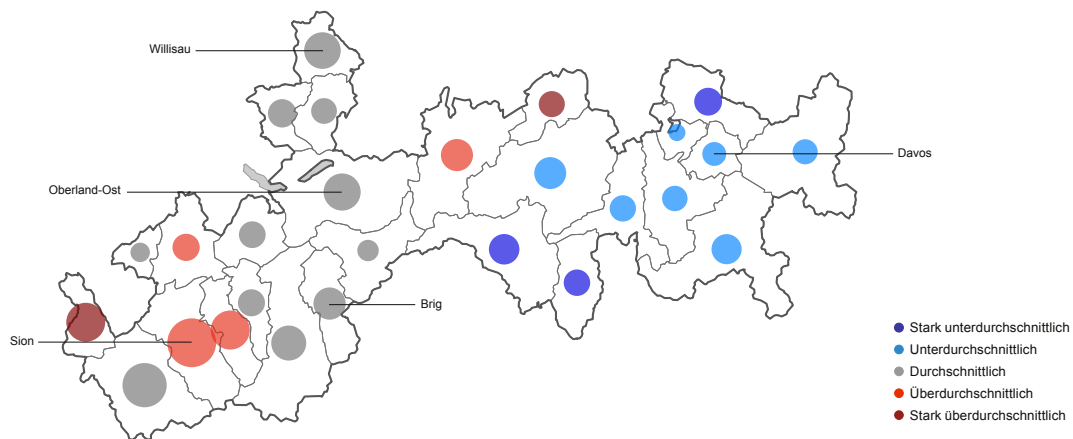 Willisau
Davos
Oberland-Ost
Brig
Sion
Stark unterdurchschnittlich
Unterdurchschnittlich
Durchschnittlich
Überdurchschnittlich
Stark überdurchschnittlich